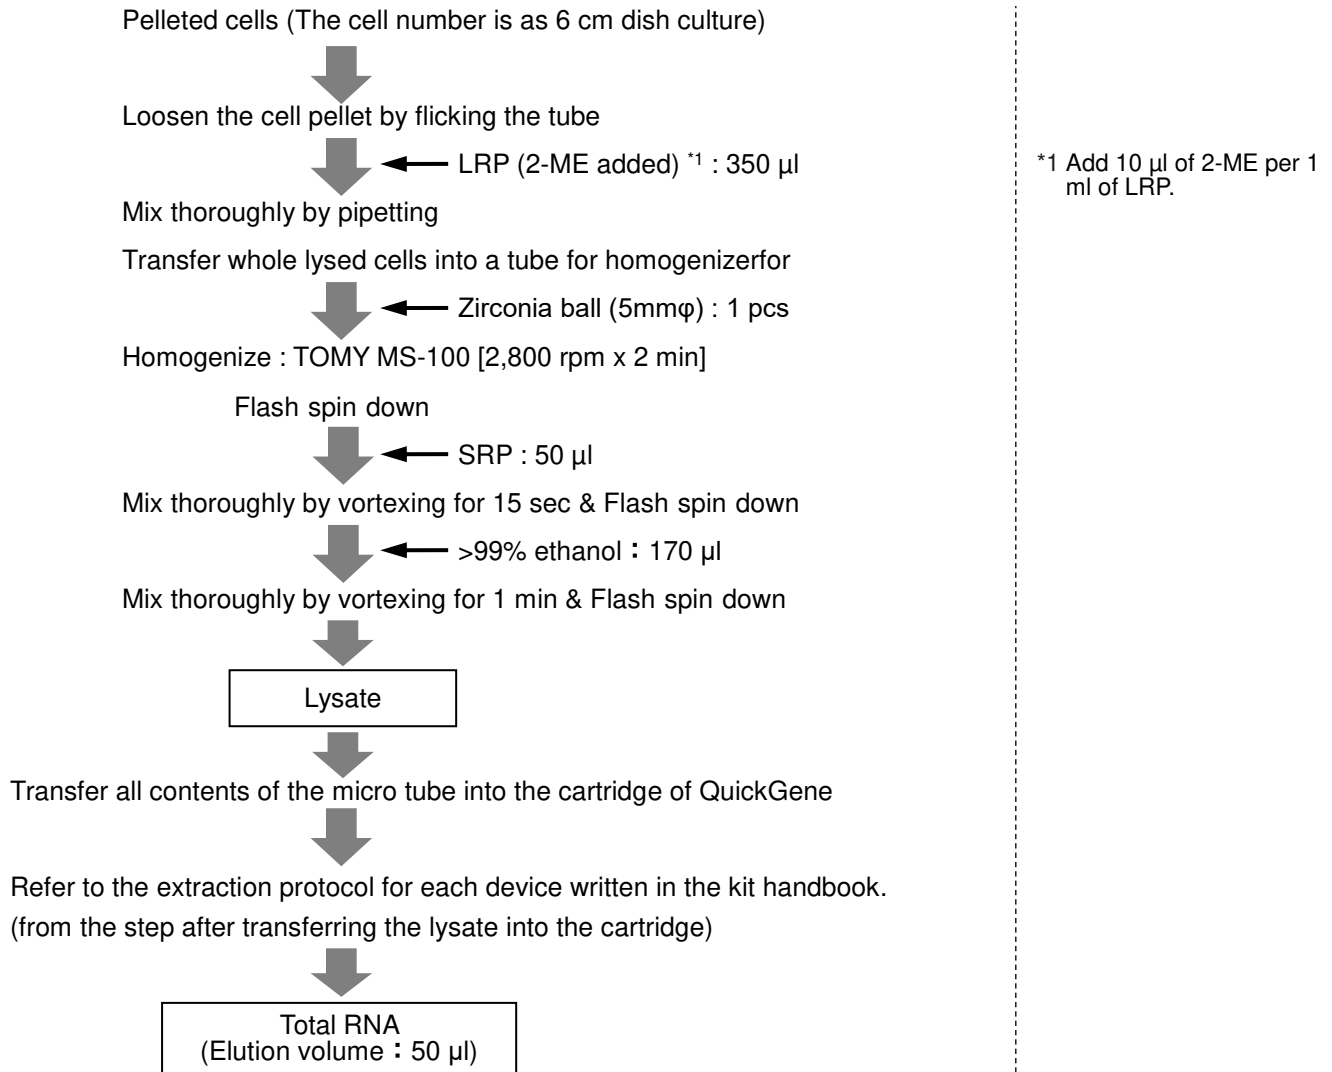 Pelleted cells (The cell number is as 6 cm dish culture)
Loosen the cell pellet by flicking the tube
LRP (2-ME added) *1 : 350 µl
*1 Add 10 µl of 2-ME per 1
ml of LRP.
Mix thoroughly by pipetting
Transfer whole lysed cells into a tube for homogenizerfor
Zirconia ball (5mmφ) : 1 pcs
Homogenize : TOMY MS-100 [2,800 rpm x 2 min]
Flash spin down
SRP : 50 µl
Mix thoroughly by vortexing for 15 sec & Flash spin down
>99% ethanol：170 µl
Mix thoroughly by vortexing for 1 min & Flash spin down
Lysate
Transfer all contents of the micro tube into the cartridge of QuickGene
Refer to the extraction protocol for each device written in the kit handbook.
(from the step after transferring the lysate into the cartridge)
Total RNA
(Elution volume：50 µl)